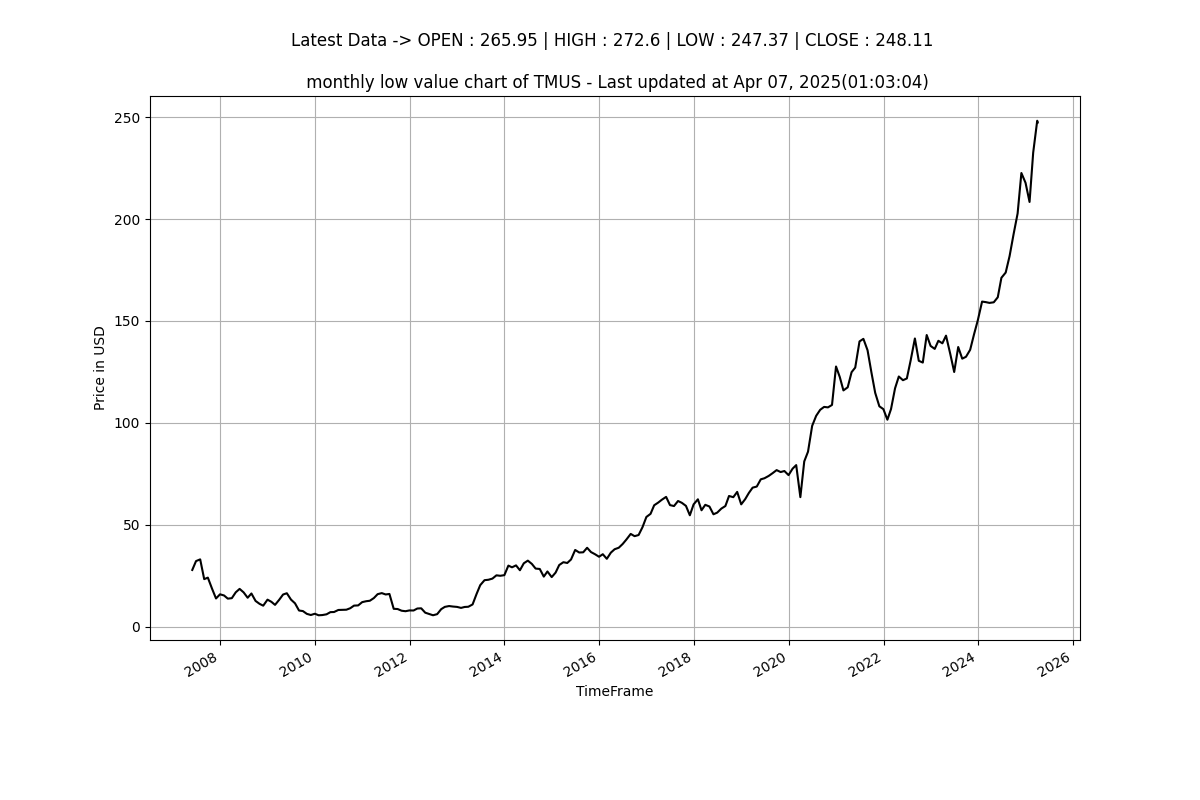 Latest Data -> OPEN : 265.95 | HIGH : 272.6 | LOW : 247.37 | CLOSE : 248.11
monthly low value chart of TMUS - Last updated at Apr 07, 2025(01:03:04)
250
200
150
100
50
0
Price in USD
2008 2010 2012 2014 2016 2018 2020 2022 2024 2026
TimeFrame